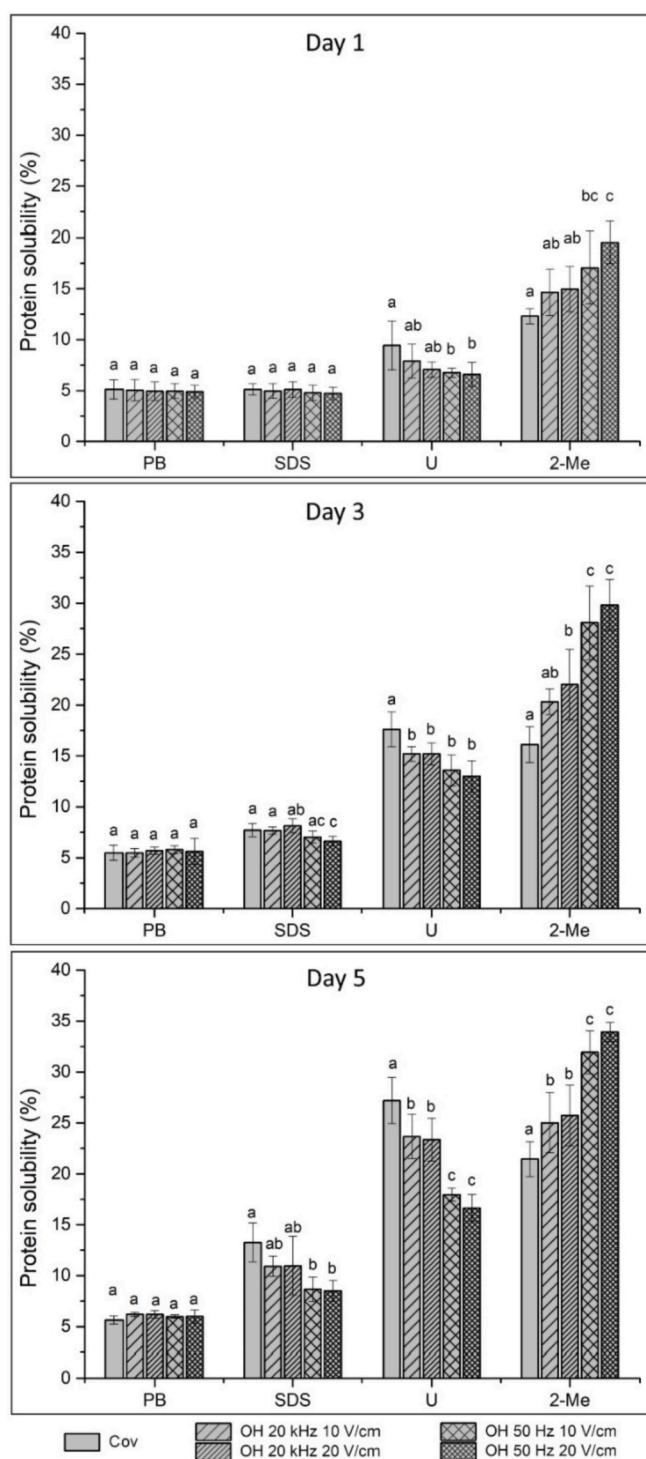 Day 1
Protein solubility (%)
40
35
30
25
20
15
10
5
0
a a a a a
a a a a a
a ab ab b b
a ab ab bc c
PB SDS U 2-Me
Day 3
Protein solubility (%)
40
35
30
25
20
15
10
5
0
a a a a a
a a ab ac c
a b b b b
a ab b c c
PB SDS U 2-Me
Day 5
Protein solubility (%)
40
35
30
25
20
15
10
5
0
a a a a a
a ab ab b b
a b b c c
a b b c c
PB SDS U 2-Me
Cov
OH 20 kHz 10 V/cm
OH 20 kHz 20 V/cm
OH 50 Hz 10 V/cm
OH 50 Hz 20 V/cm